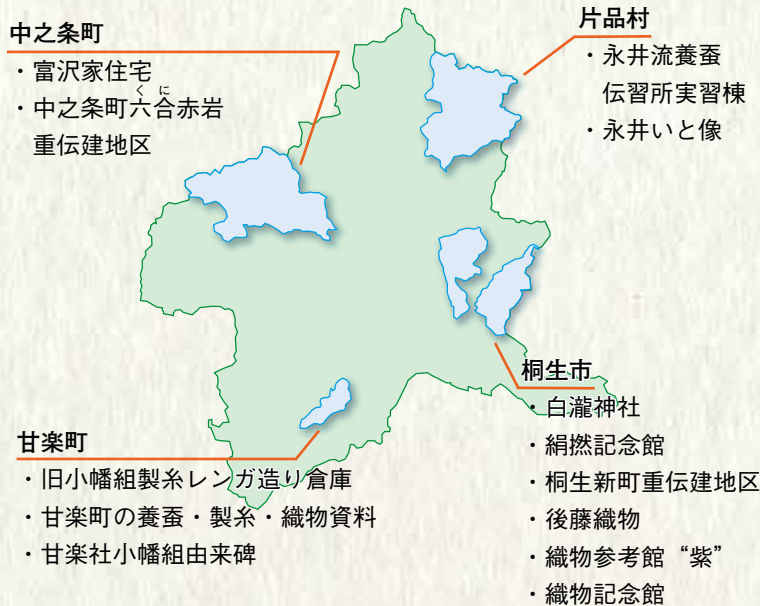 中之条町
・富沢家住宅
くに
・中之条町六合赤岩
重伝建地区
片品村
・永井流養蚕
伝習所実習棟
・永井いと像
桐生市
・白瀧神社
・絹撚記念館
・桐生新町重伝建地区
・後藤織物
・織物参考館“紫”
・織物記念館
甘楽町
・旧小幡組製糸レンガ造り倉庫
・甘楽町の養蚕・製糸・織物資料
・甘楽社小幡組由来碑